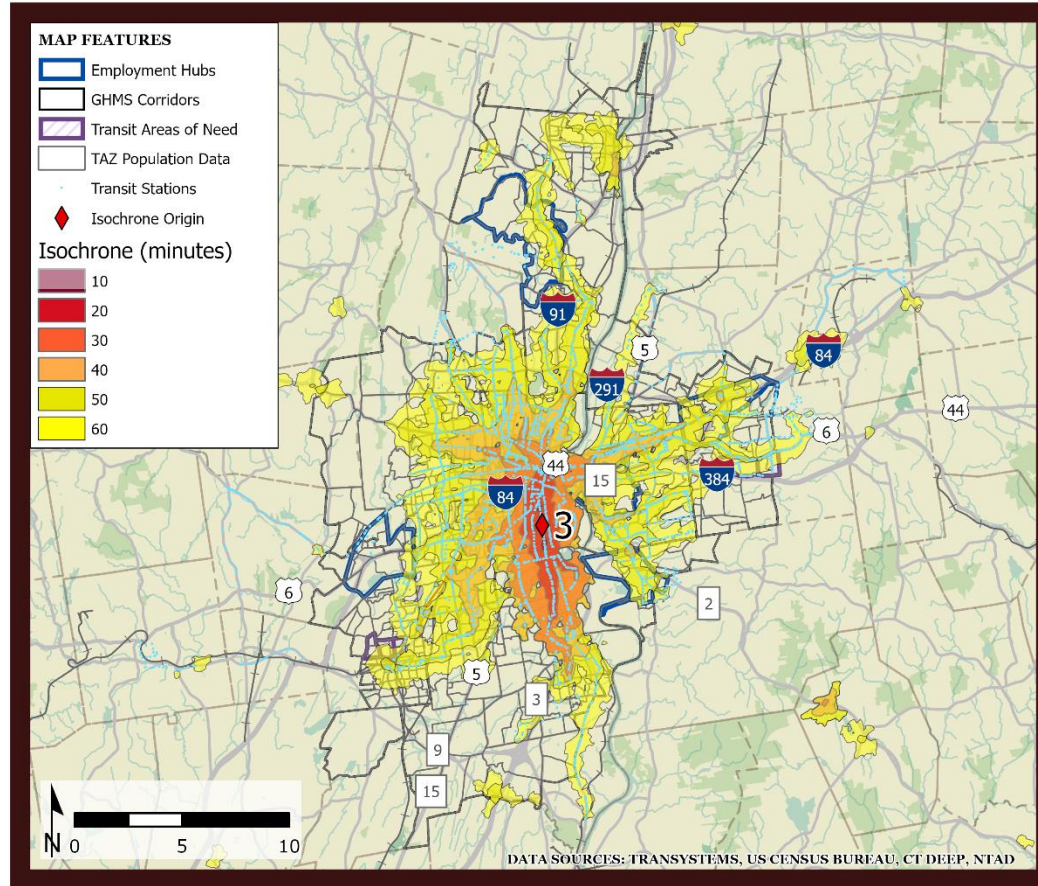 MAP FEATURES
Employment Hubs
GHMS Corridors
Transit Areas of Need
TAZ Population Data
Transit Stations
Isochrone Origin
Isochrone (minutes)
10
20
30
40
50
60
91
5
84
291
44
6
44
15
384
84
3
6
2
5
3
9
15
N
0 5 10
DATA SOURCES: TRANSYSTEMS, US CENSUS BUREAU, CT DEEP, NTAD